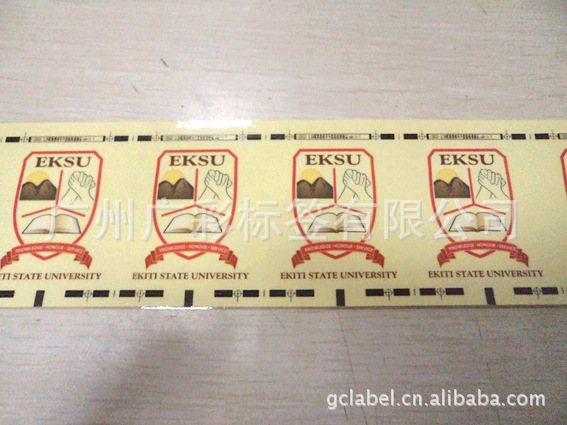 EKSU
KNOWLEDGE · HONOUR · SERVICE
EKITI STATE UNIVERSITY
EKSU
KNOWLEDGE · HONOUR · SERVICE
EKITI STATE UNIVERSITY
EKSU
KNOWLEDGE · HONOUR · SERVICE
EKITI STATE UNIVERSITY
EKSU
KNOWLEDGE · HONOUR · SERVICE
EKITI STATE UNIVERSITY
广州广彩标签有限公司
gclabel.cn.alibaba.com